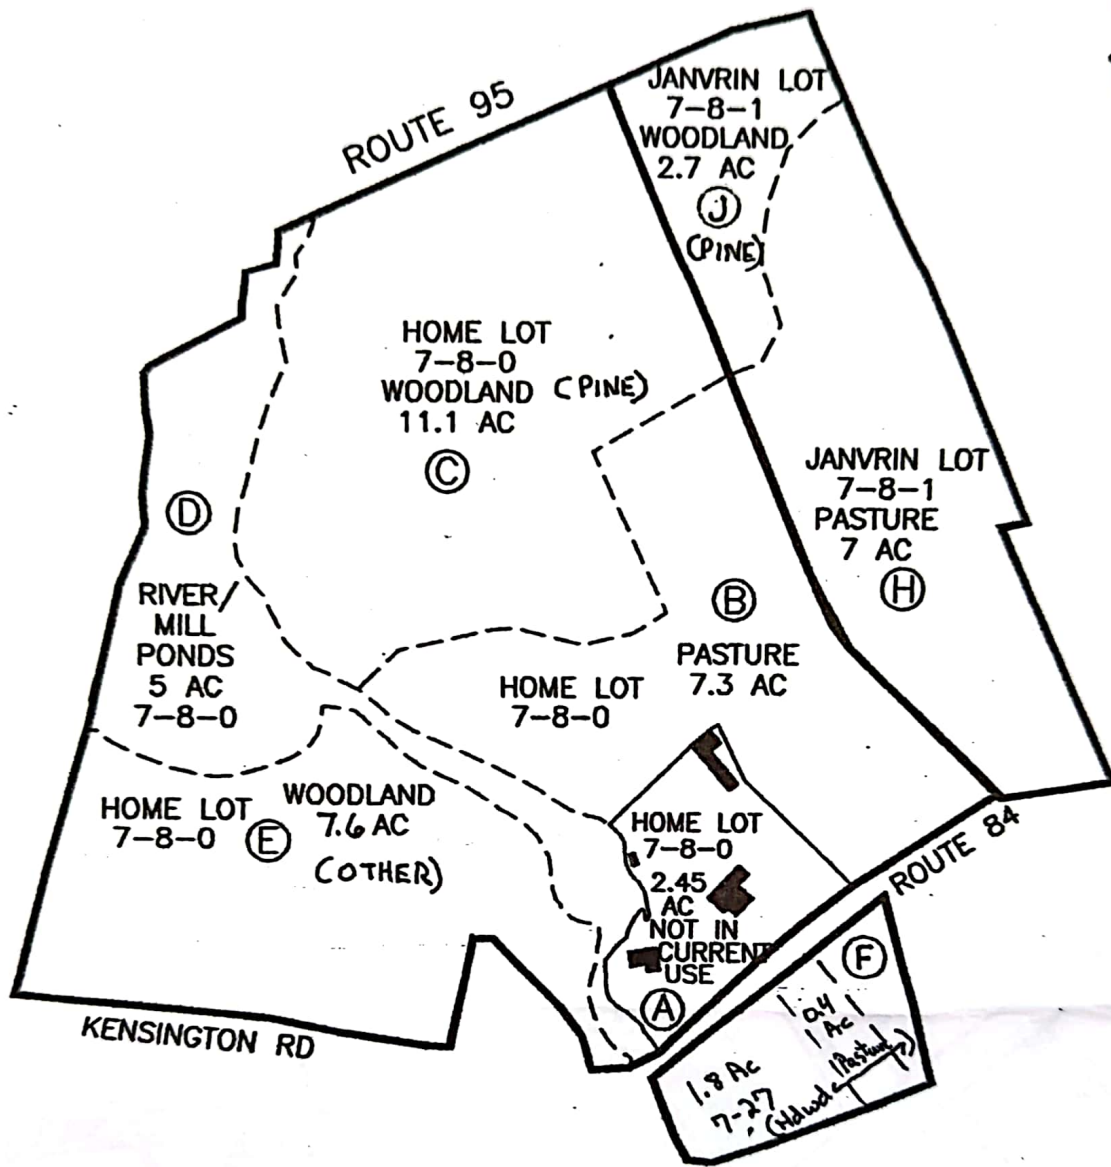 ROUTE 95
JANVRIN LOT
7-8-1
WOODLAND
2.7 AC
J
(PINE)
HOME LOT
7-8-0
WOODLAND (PINE)
11.1 AC
C
JANVRIN LOT
7-8-1
PASTURE
7 AC
H
D
RIVER/
MILL
PONDS
5 AC
7-8-0
B
PASTURE
7.3 AC
HOME LOT
7-8-0
HOME LOT
7-8-0
E
WOODLAND
7.6 AC
(OTHER)
HOME LOT
7-8-0
2.45
AC
NOT IN
CURRENT
USE
A
ROUTE 84
KENSINGTON RD
F
0.4
Ac
Pasture
1.8 Ac
7-27
(Hdwd)